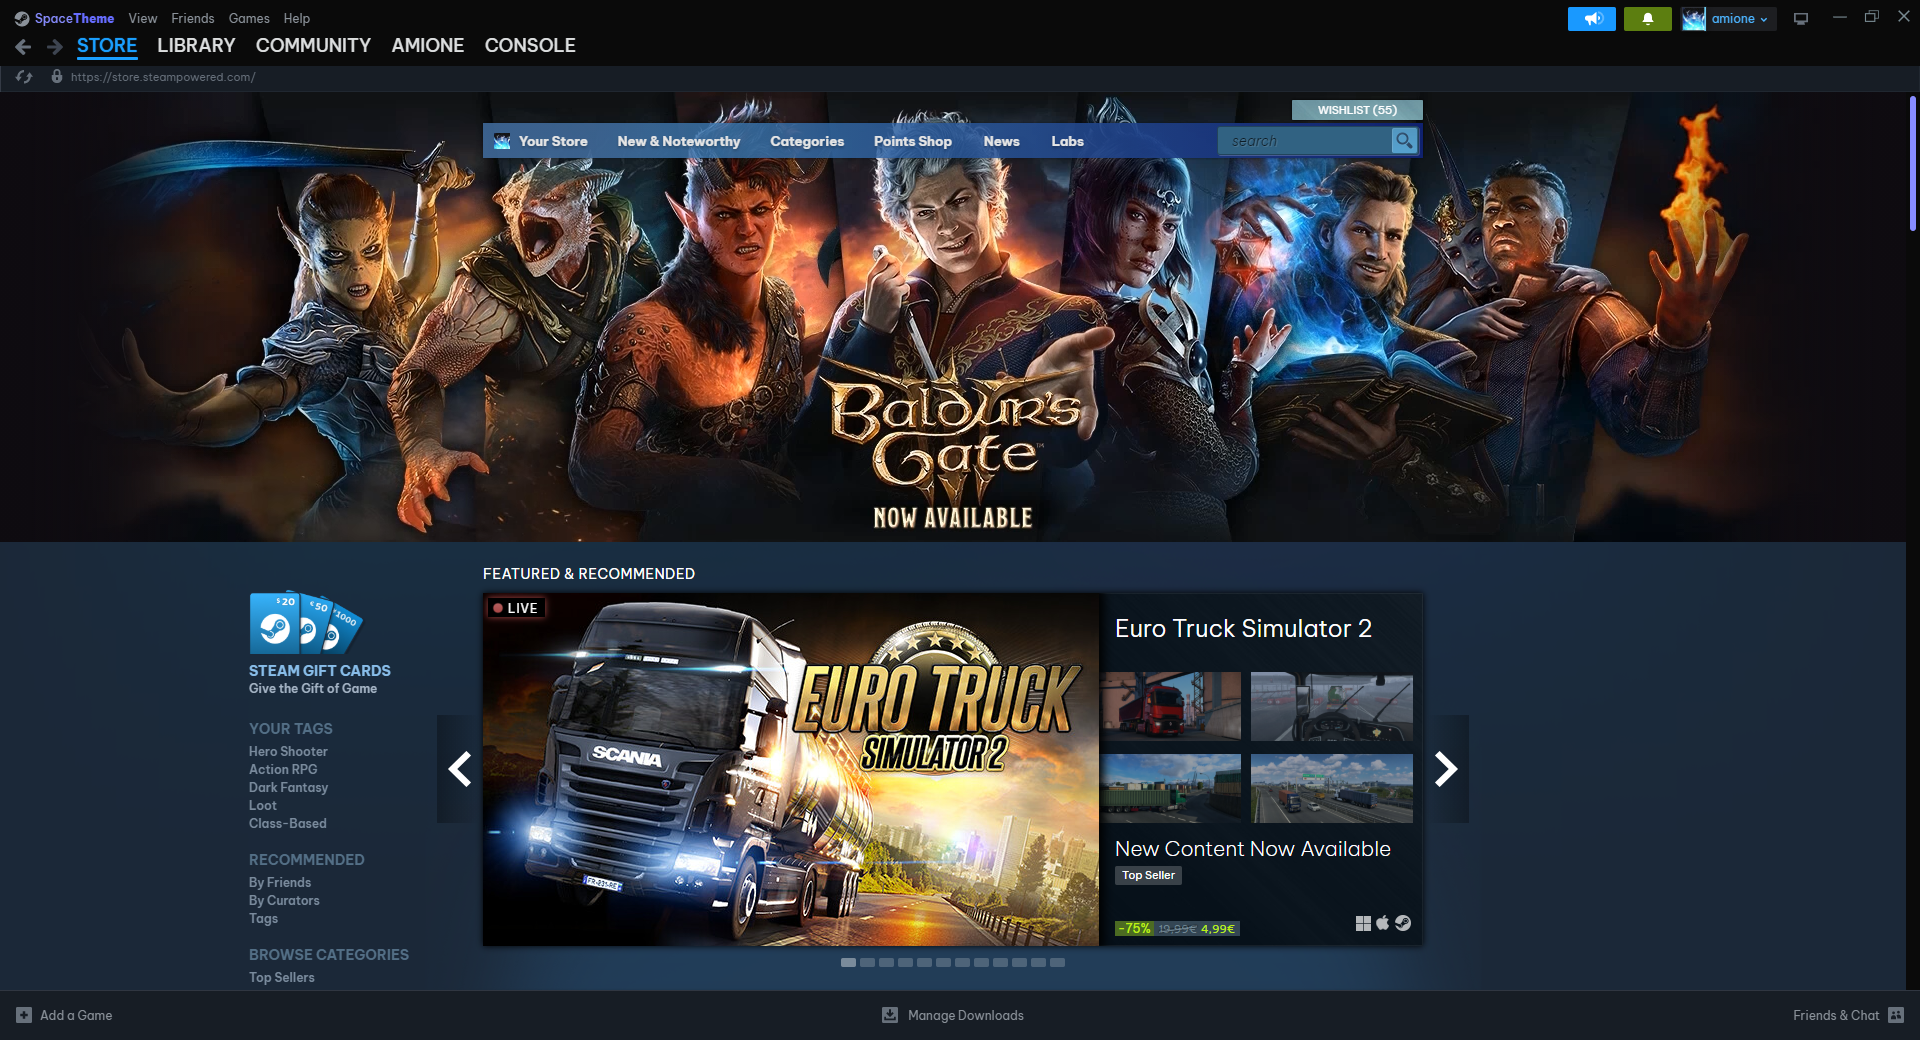 SpaceTheme View Friends Games Help
amione
STORE LIBRARY COMMUNITY AMIONE CONSOLE
https://store.steampowered.com/
WISHLIST (55)
Your Store New & Noteworthy Categories Points Shop News Labs search
BALDUR'S
GATE
III
NOW AVAILABLE
FEATURED & RECOMMENDED
$20 €50 ¥1000
STEAM GIFT CARDS
Give the Gift of Game
YOUR TAGS
Hero Shooter
Action RPG
Dark Fantasy
Loot
Class-Based
RECOMMENDED
By Friends
By Curators
Tags
BROWSE CATEGORIES
Top Sellers
LIVE
EURO TRUCK
SIMULATOR 2
SCANIA
Euro Truck Simulator 2
New Content Now Available
Top Seller
-75% 19,99€ 4,99€
Add a Game
Manage Downloads
Friends & Chat